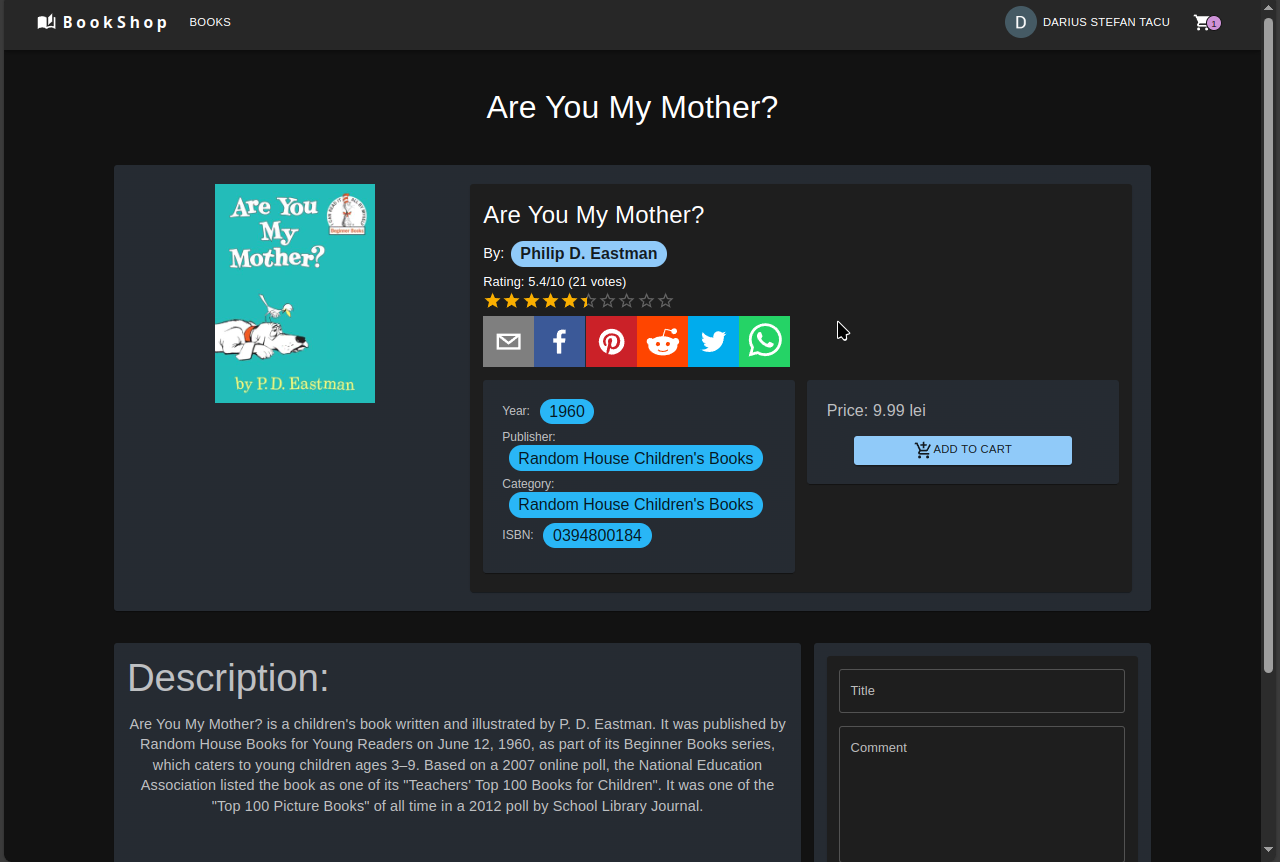 BookShop BOOKS D DARIUS STEFAN TACU 1
Are You My Mother?
Are You
My
Mother?
Beginner Books
by P.D. Eastman
Are You My Mother?
By: Philip D. Eastman
Rating: 5.4/10 (21 votes)
Year: 1960
Publisher:
Random House Children's Books
Category:
Random House Children's Books
ISBN: 0394800184
Price: 9.99 lei
ADD TO CART
Description:
Are You My Mother? is a children's book written and illustrated by P. D. Eastman. It was published by
Random House Books for Young Readers on June 12, 1960, as part of its Beginner Books series,
which caters to young children ages 3–9. Based on a 2007 online poll, the National Education
Association listed the book as one of its "Teachers' Top 100 Books for Children". It was one of the
"Top 100 Picture Books" of all time in a 2012 poll by School Library Journal.
Title
Comment